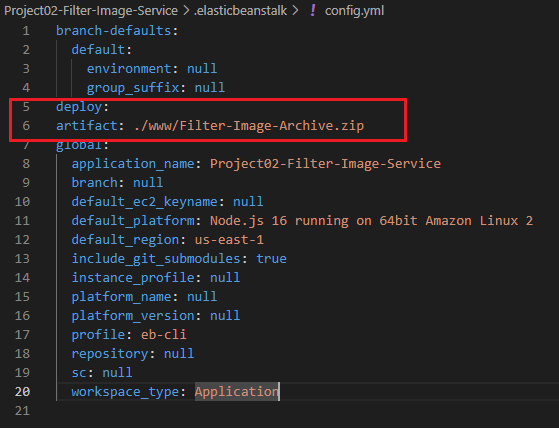 Project02-Filter-Image-Service > .elasticbeanstalk > ! config.yml
1 branch-defaults:
2   default:
3     environment: null
4     group_suffix: null
5 deploy:
6 artifact: ./www/Filter-Image-Archive.zip
7 global:
8   application_name: Project02-Filter-Image-Service
9   branch: null
10   default_ec2_keyname: null
11   default_platform: Node.js 16 running on 64bit Amazon Linux 2
12   default_region: us-east-1
13   include_git_submodules: true
14   instance_profile: null
15   platform_name: null
16   platform_version: null
17   profile: eb-cli
18   repository: null
19   sc: null
20   workspace_type: Application
21